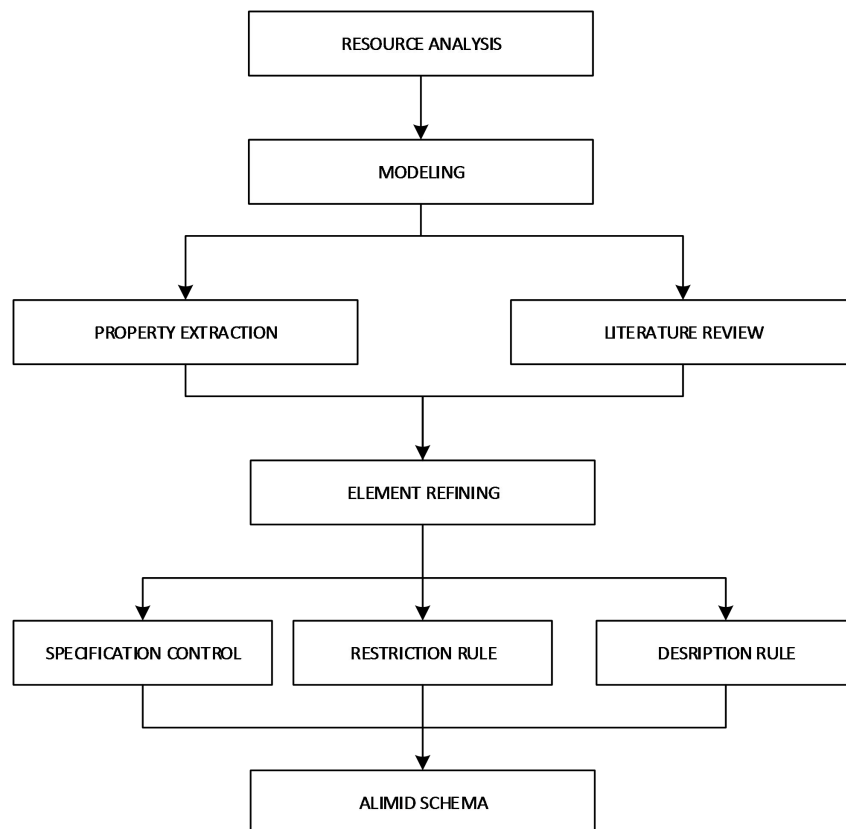 RESOURCE ANALYSIS
MODELING
PROPERTY EXTRACTION
LITERATURE REVIEW
ELEMENT REFINING
SPECIFICATION CONTROL
RESTRICTION RULE
DESRIPTION RULE
ALIMID SCHEMA